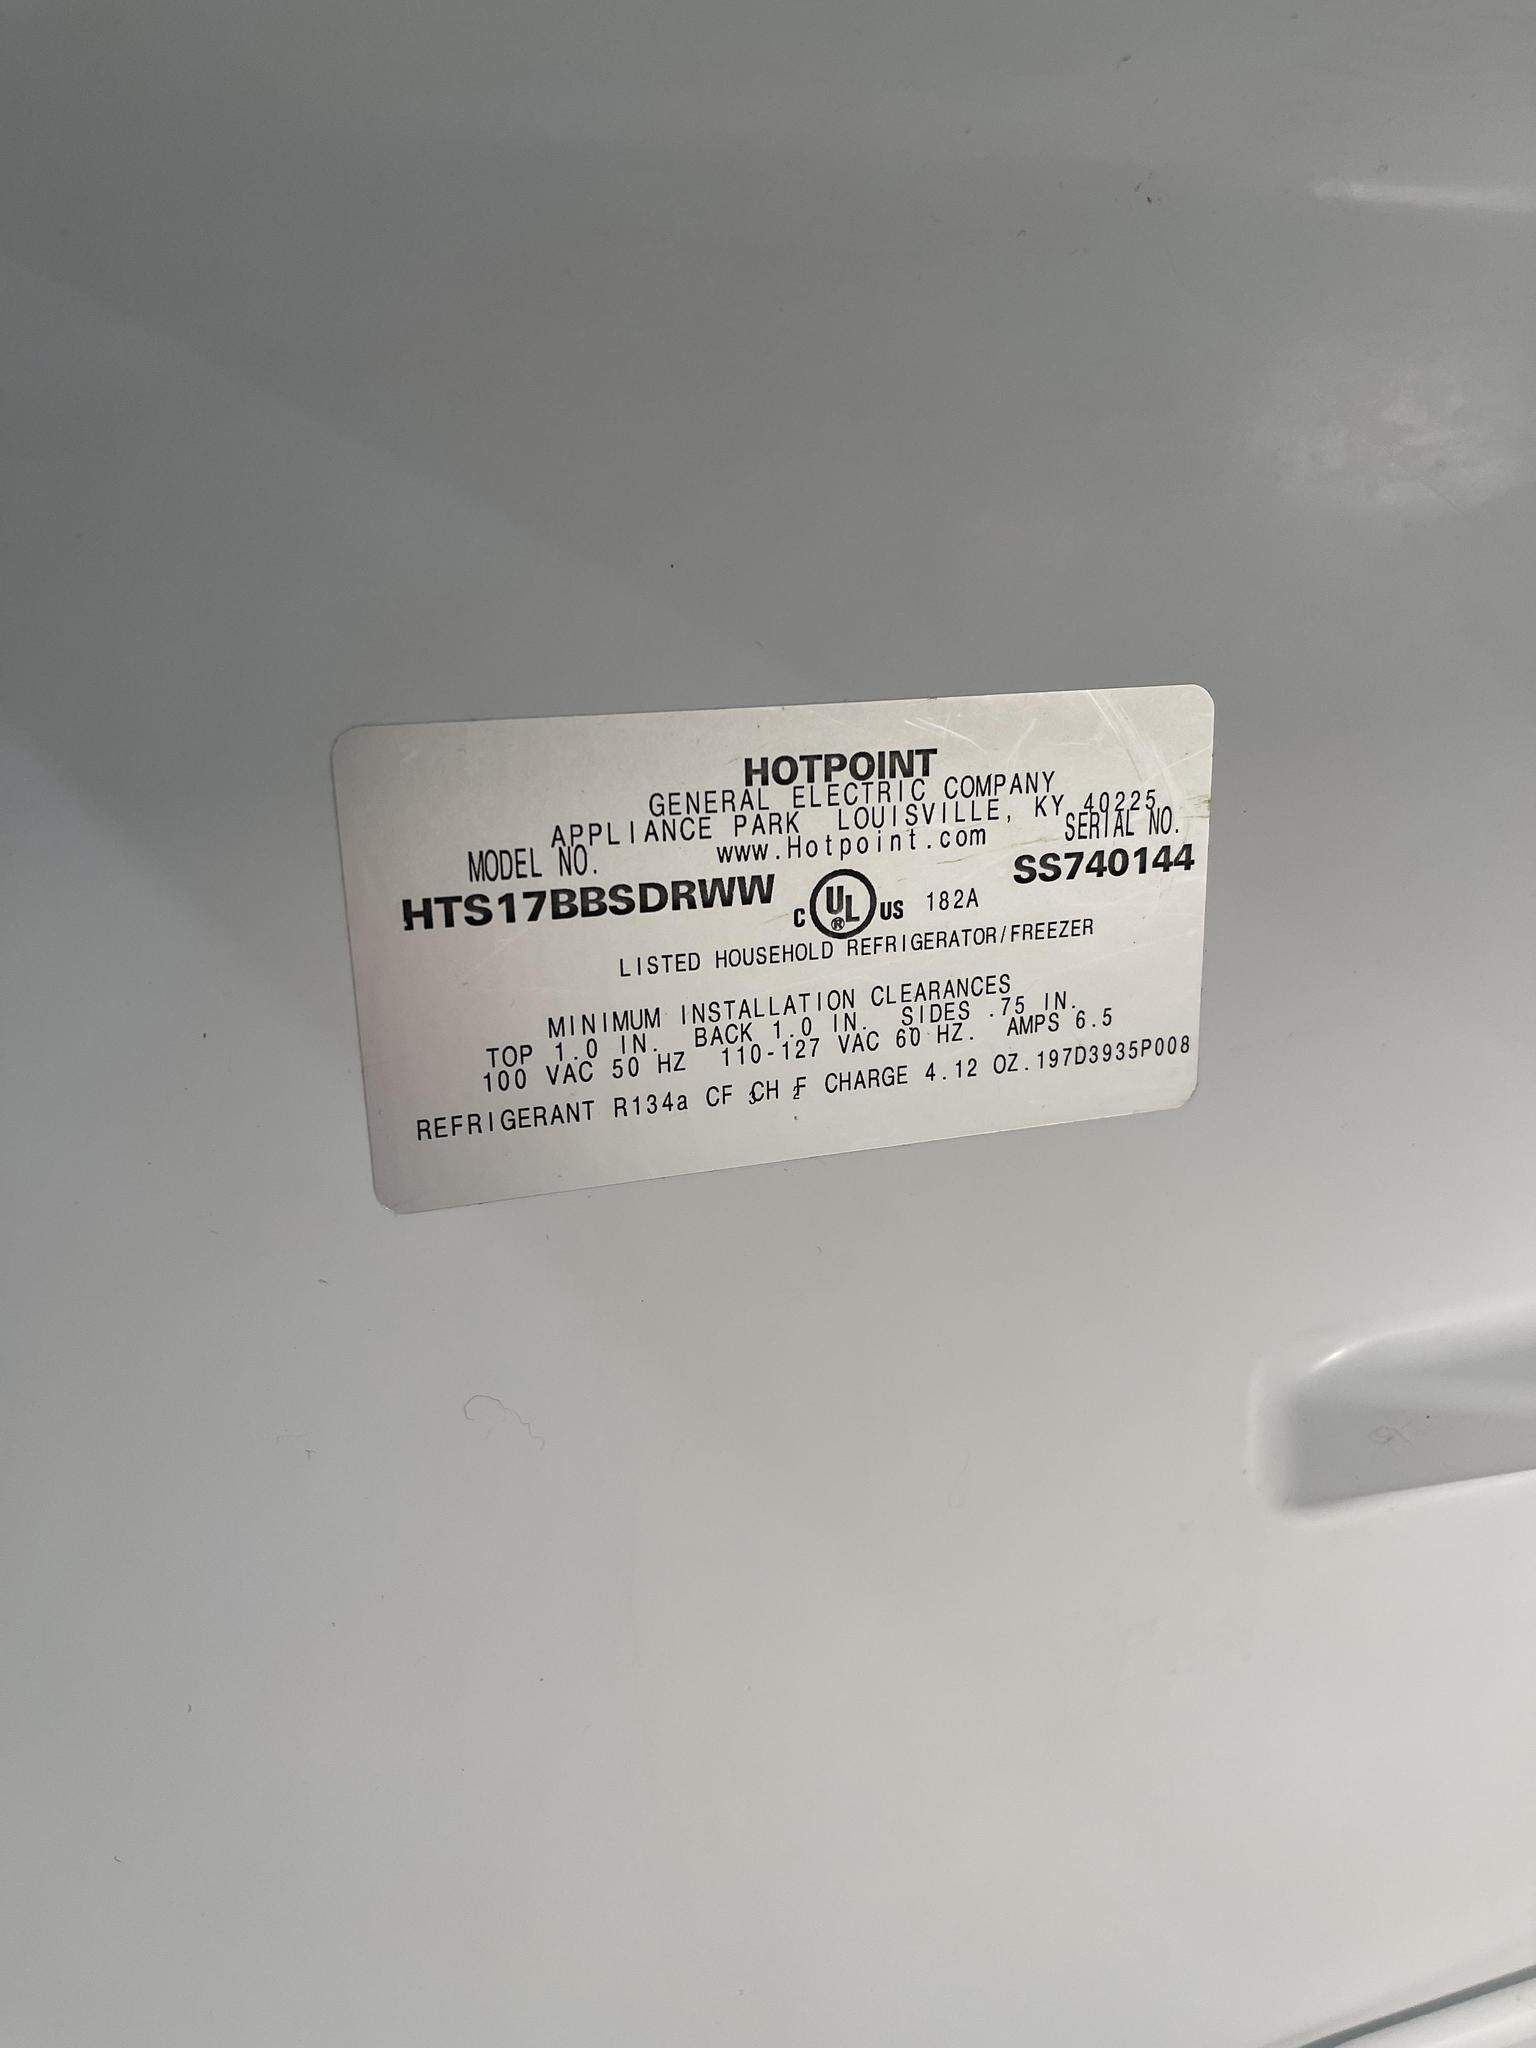 HOTPOINT
GENERAL ELECTRIC COMPANY
APPLIANCE PARK LOUISVILLE, KY 40225
MODEL NO. www.Hotpoint.com SERIAL NO.
HTS17BBSDRWW C UL® US 182A SS740144
LISTED HOUSEHOLD REFRIGERATOR/FREEZER
MINIMUM INSTALLATION CLEARANCES
TOP 1.0 IN. BACK 1.0 IN. SIDES .75 IN.
100 VAC 50 HZ 110-127 VAC 60 HZ. AMPS 6.5
REFRIGERANT R134a CF3CH2F CHARGE 4.12 OZ.197D3935P008